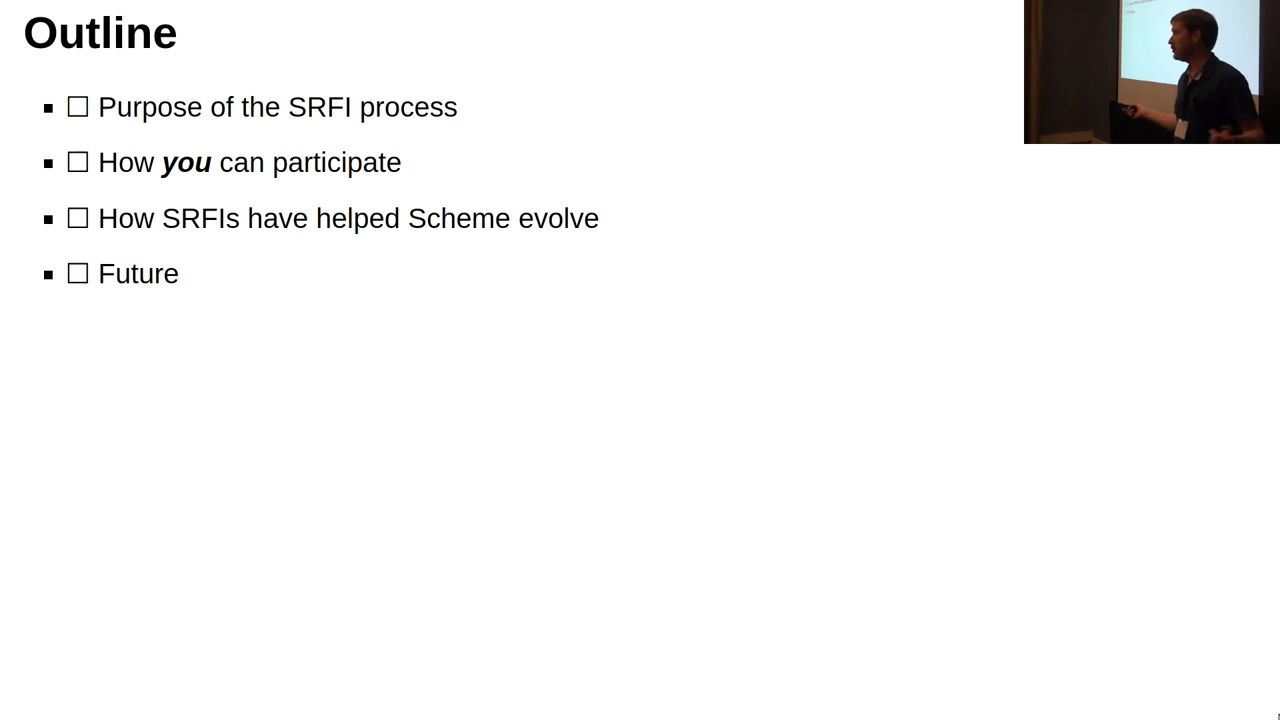 Outline
▪ ☐ Purpose of the SRFI process
▪ ☐ How you can participate
▪ ☐ How SRFIs have helped Scheme evolve
▪ ☐ Future